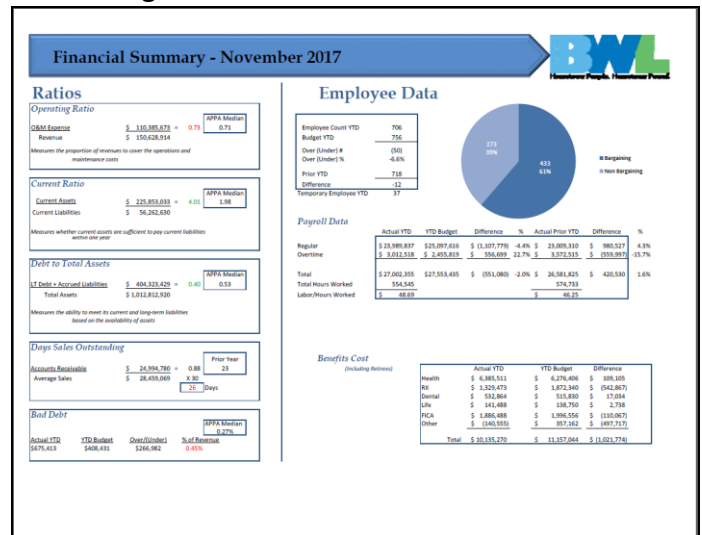 Financial Summary - November 2017
BWL
Hometown People. Hometown Power.
Ratios
Operating Ratio
APPA Median
O&M Expense $ 110,385,673 = 0.73 0.71
Revenue $ 150,628,914
Measures the proportion of revenues to cover the operations and
maintenance costs
Current Ratio
APPA Median
Current Assets $ 225,853,033 = 4.01 1.98
Current Liabilities $ 56,262,630
Measures whether current assets are sufficient to pay current liabilities
within one year
Debt to Total Assets
APPA Median
LT Debt + Accrued Liabilities $ 404,323,429 = 0.40 0.53
Total Assets $ 1,012,812,920
Measures the ability to meet its current and long-term liabilities
based on the availability of assets
Days Sales Outstanding
Prior Year
Accounts Receivable $ 24,994,780 = 0.88 23
Average Sales $ 28,459,069 X 30
26 Days
Bad Debt
APPA Median
0.27%
Actual YTD YTD Budget Over/(Under) % of Revenue
$675,413 $408,431 $266,982 0.45%
Employee Data
Employee Count YTD 706
Budget YTD 756
Over (Under) # (50)
Over (Under) % -6.6%
Prior YTD 718
Difference -12
Temporary Employee YTD 37
273
39%
433
61%
Bargaining
Non Bargaining
Payroll Data
Actual YTD YTD Budget Difference % Actual Prior YTD Difference %
Regular $ 23,989,837 $25,097,616 $ (1,107,779) -4.4% $ 23,009,310 $ 980,527 4.3%
Overtime $ 3,012,518 $ 2,455,819 $ 556,699 22.7% $ 3,572,515 $ (559,997) -15.7%
Total $ 27,002,355 $27,553,435 $ (551,080) -2.0% $ 26,581,825 $ 420,530 1.6%
Total Hours Worked 554,545 574,733
Labor/Hours Worked $ 48.69 $ 46.25
Benefits Cost
(Including Retirees)
Actual YTD YTD Budget Difference
Health $ 6,385,511 $ 6,276,406 $ 109,105
RX $ 1,329,473 $ 1,872,340 $ (542,867)
Dental $ 532,864 $ 515,830 $ 17,034
Life $ 141,488 $ 138,750 $ 2,738
FICA $ 1,886,488 $ 1,996,556 $ (110,067)
Other $ (140,555) $ 357,162 $ (497,717)
Total $ 10,135,270 $ 11,157,044 $ (1,021,774)